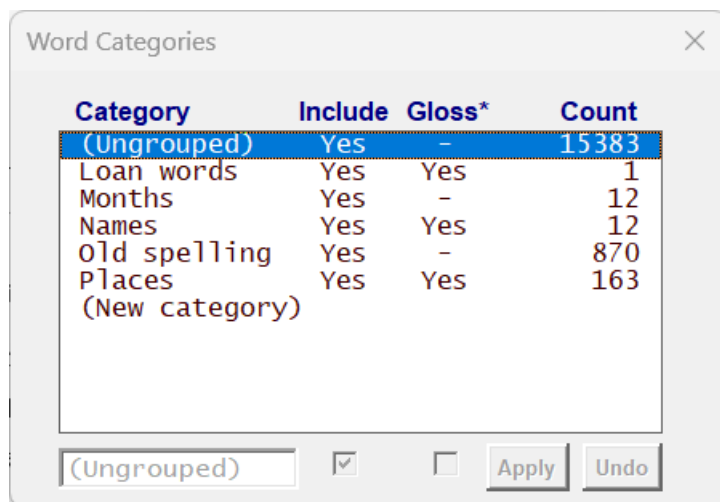 Word Categories
Category Include Gloss* Count
(Ungrouped) Yes – 15383
Loan words Yes Yes 1
Months Yes – 12
Names Yes Yes 12
Old spelling Yes – 870
Places Yes Yes 163
(New category)
(Ungrouped) Apply Undo